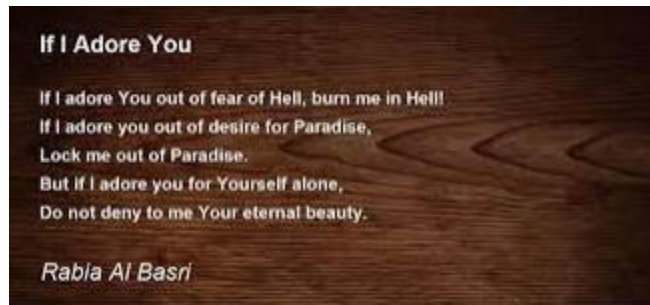 If I Adore You
If I adore You out of fear of Hell, burn me in Hell!
If I adore you out of desire for Paradise,
Lock me out of Paradise.
But if I adore you for Yourself alone,
Do not deny to me Your eternal beauty.
Rabia Al Basri